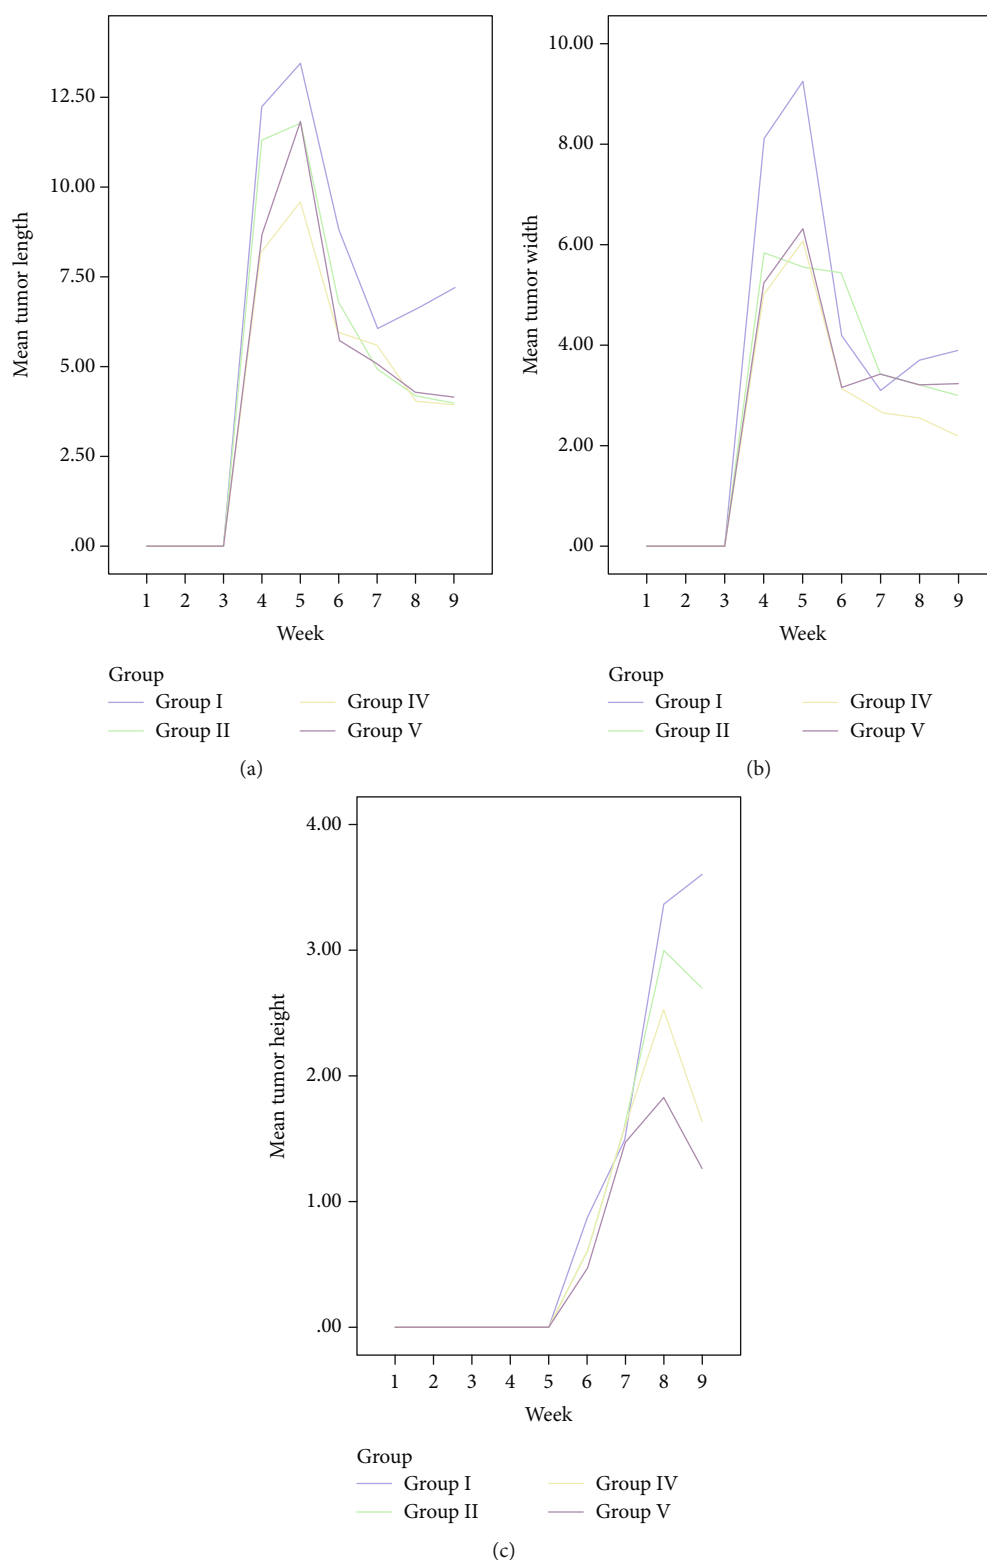 12.50
10.00
7.50
5.00
2.50
.00
Mean tumor length
1 2 3 4 5 6 7 8 9
Week
Group
Group I Group IV
Group II Group V
(a)
10.00
8.00
6.00
4.00
2.00
.00
Mean tumor width
1 2 3 4 5 6 7 8 9
Week
Group
Group I Group IV
Group II Group V
(b)
4.00
3.00
2.00
1.00
.00
Mean tumor height
1 2 3 4 5 6 7 8 9
Week
Group
Group I Group IV
Group II Group V
(c)